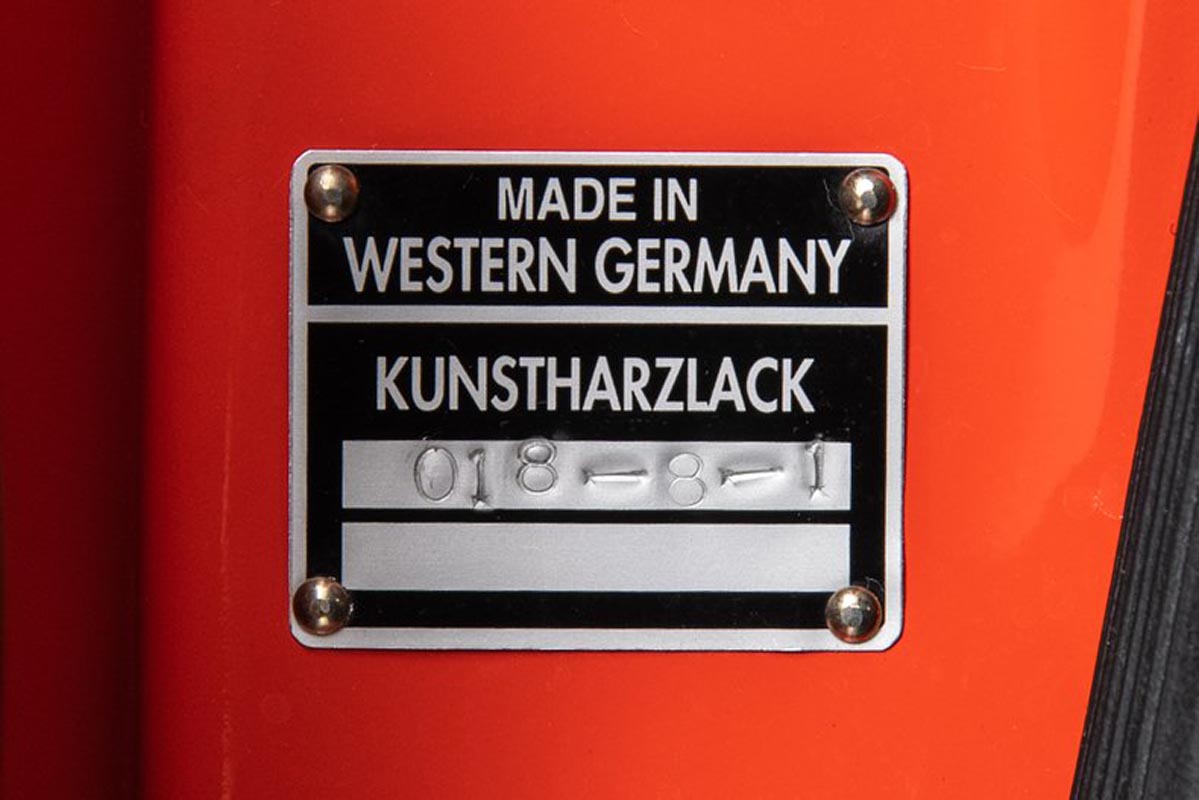 MADE IN
WESTERN GERMANY
KUNSTHARZLACK
018-8-1